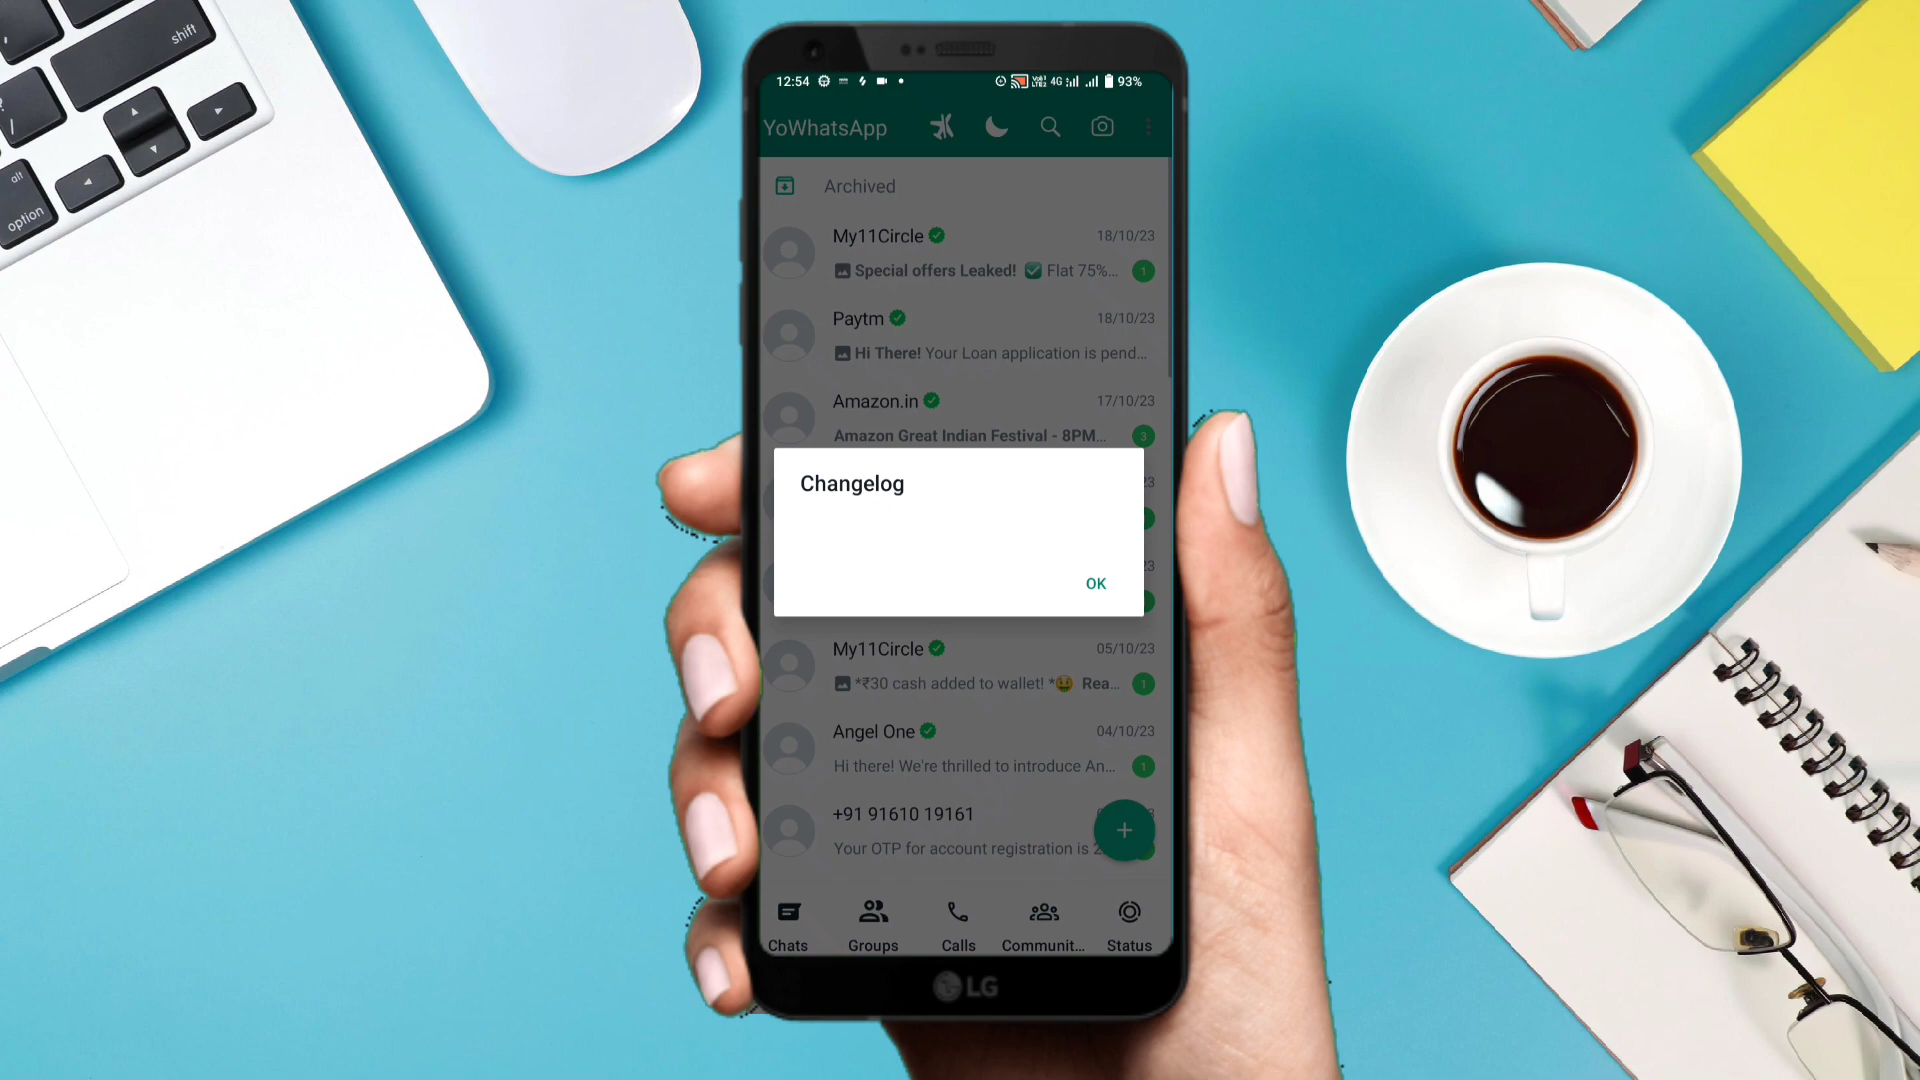 shift
alt
option
12:54
4G
93%
YoWhatsApp
Archived
My11Circle
18/10/23
Special offers Leaked! ✅ Flat 75%...
1
Paytm
18/10/23
Hi There! Your Loan application is pend...
Amazon.in
17/10/23
Amazon Great Indian Festival - 8PM...
3
23
Changelog
23
OK
My11Circle
05/10/23
*₹30 cash added to wallet! *🤑 Rea...
1
Angel One
04/10/23
Hi there! We're thrilled to introduce An...
1
+91 91610 19161
Your OTP for account registration is 2
Chats
Groups
Calls
Communit...
Status
LG